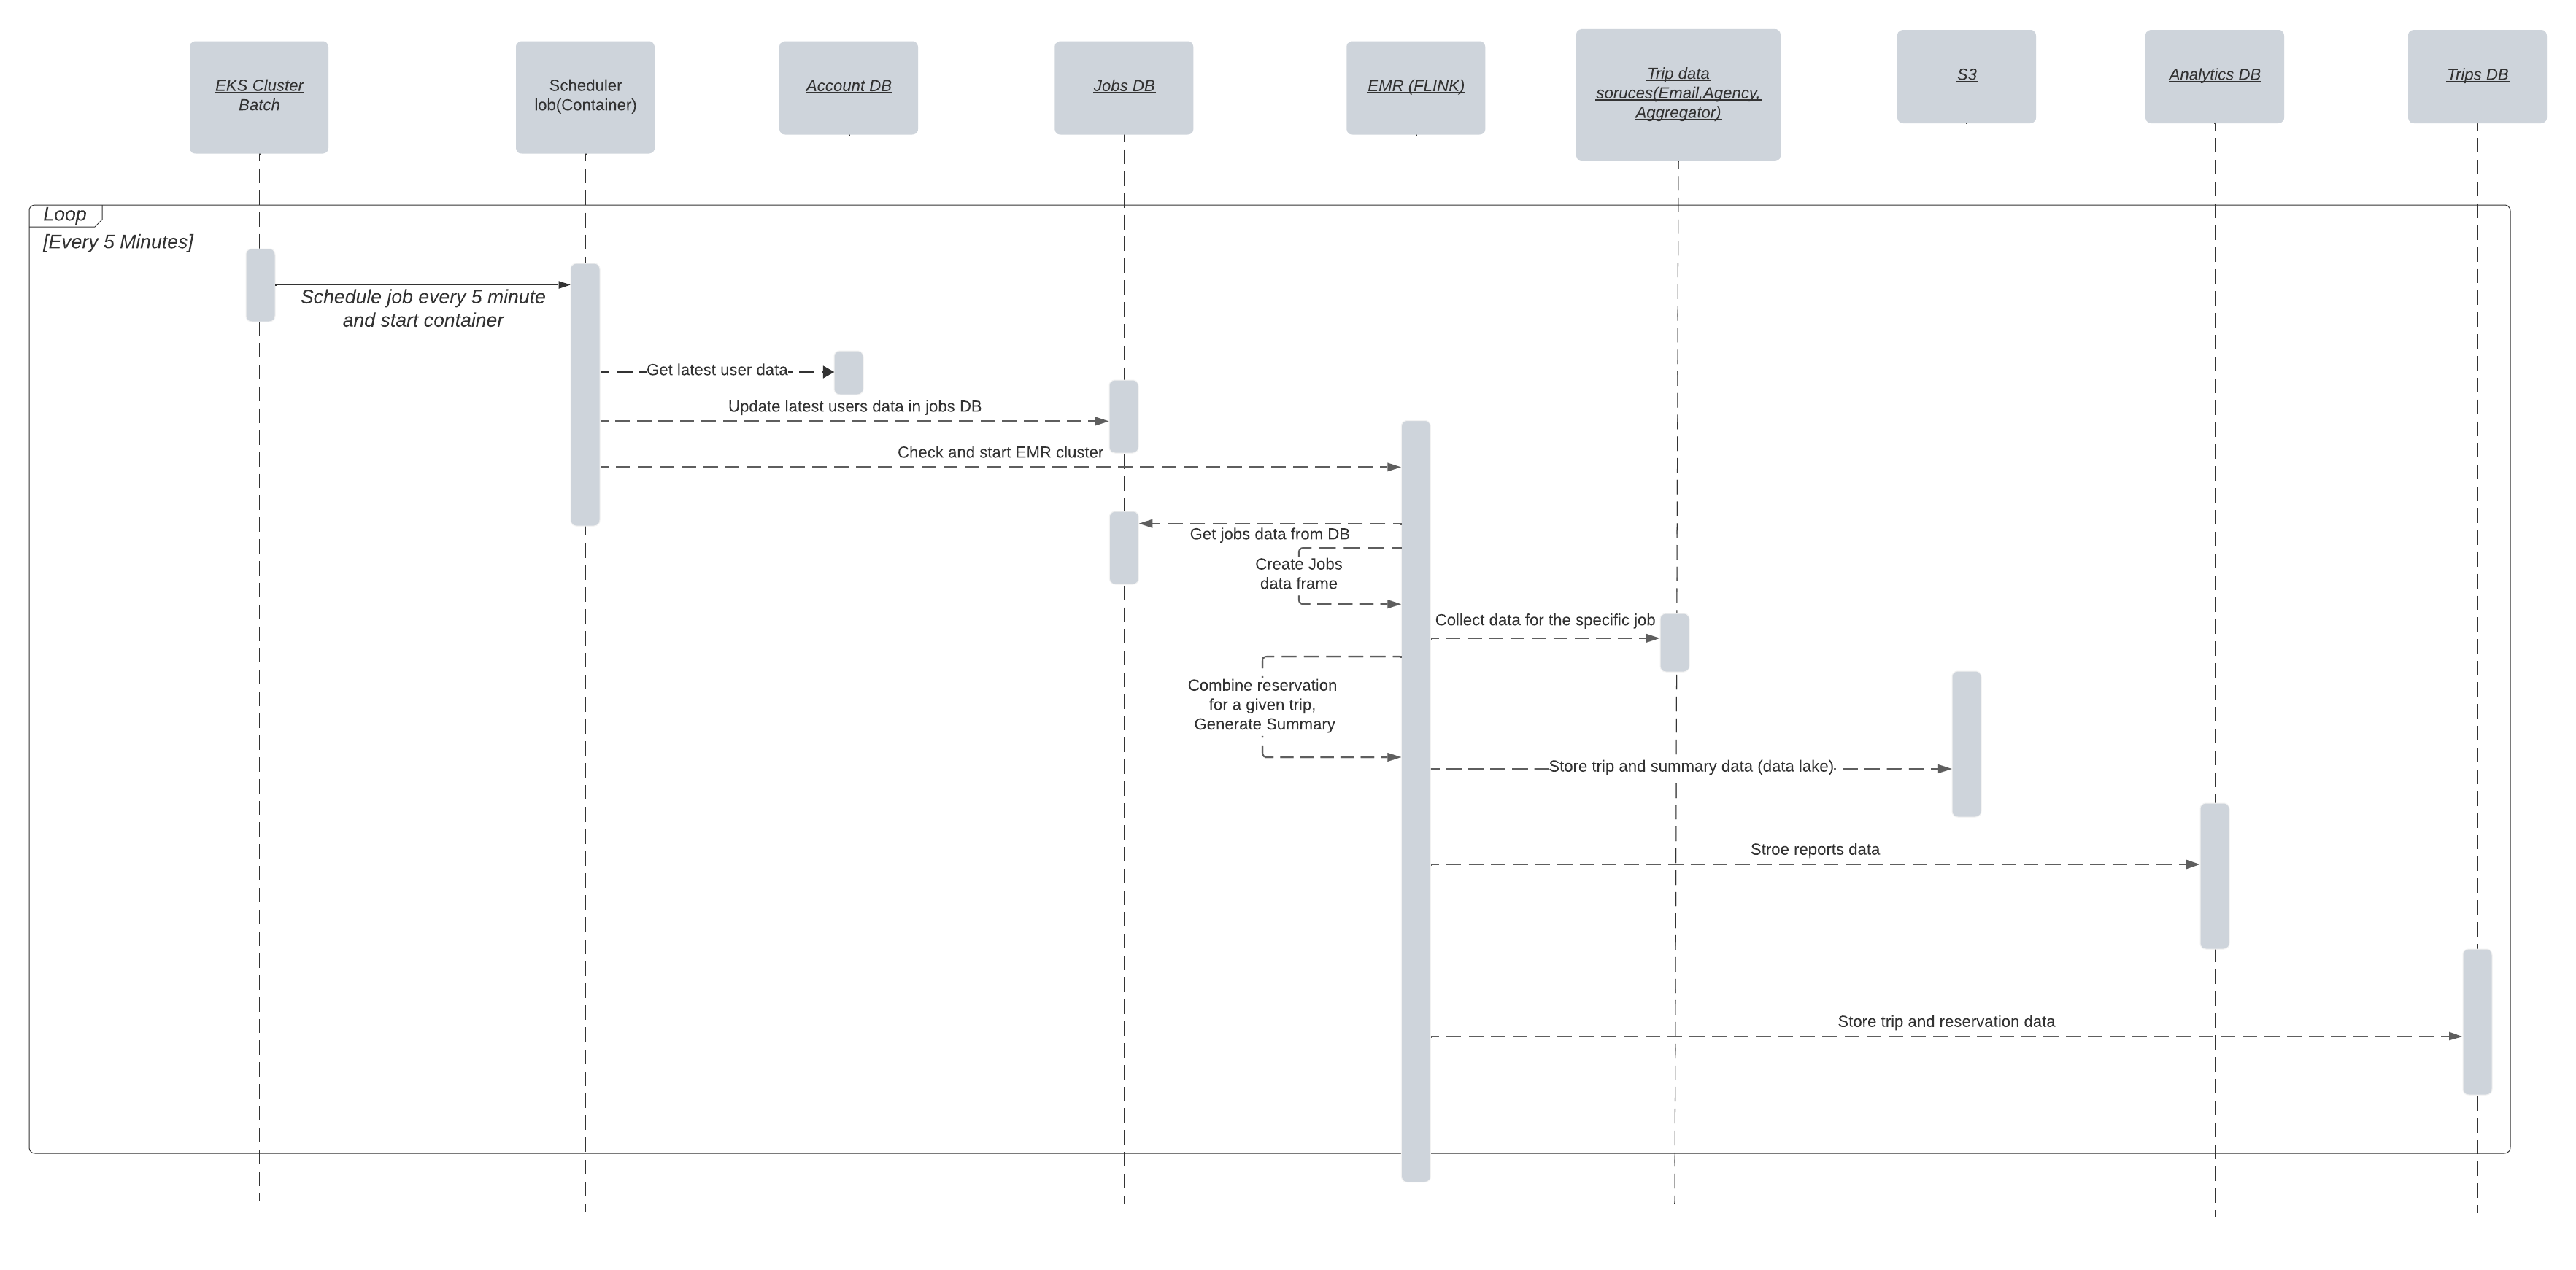 EKS Cluster
Batch
Scheduler
lob(Container)
Account DB
Jobs DB
EMR (FLINK)
Trip data
soruces(Email,Agency,
Aggregator)
S3
Analytics DB
Trips DB
Loop
[Every 5 Minutes]
Schedule job every 5 minute
and start container
Get latest user data
Update latest users data in jobs DB
Check and start EMR cluster
Get jobs data from DB
Create Jobs
data frame
Collect data for the specific job
Combine reservation
for a given trip,
Generate Summary
Store trip and summary data (data lake)
Stroe reports data
Store trip and reservation data